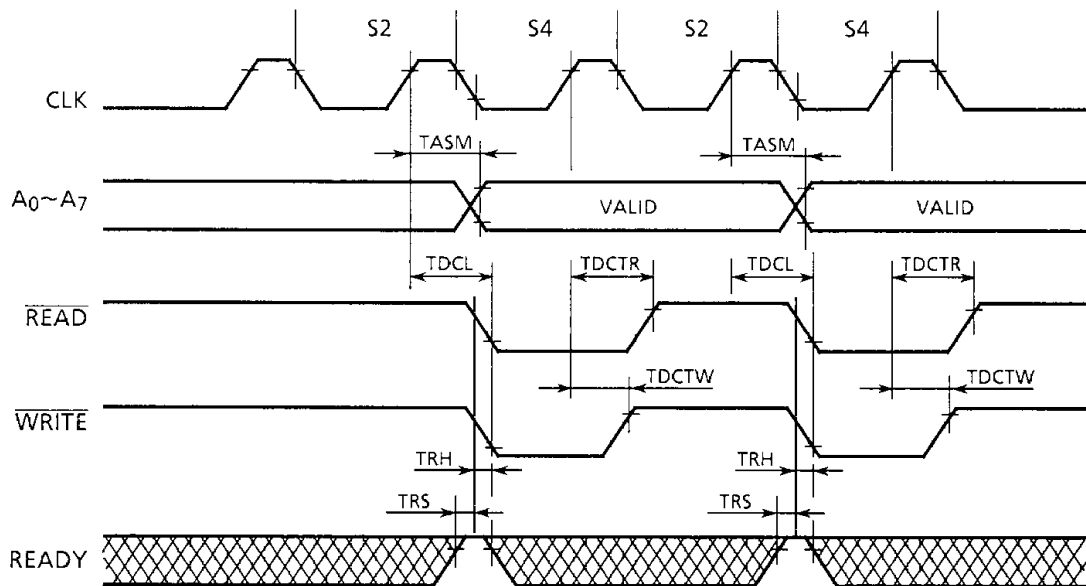 S2 S4 S2 S4
CLK
TASM TASM
A0~A7 VALID VALID
TDCL TDCTR TDCL TDCTR
READ
TDCTW TDCTW
WRITE
TRH TRH
TRS TRS
READY